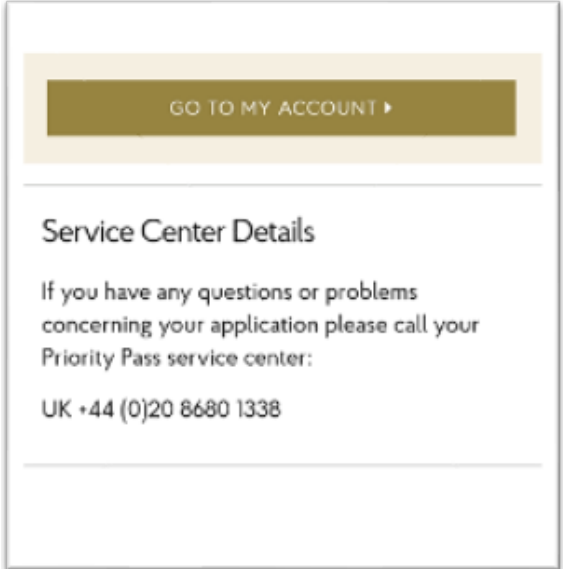 GO TO MY ACCOUNT
Service Center Details
If you have any questions or problems
concerning your application please call your
Priority Pass service center:
UK +44 (0)20 8680 1338